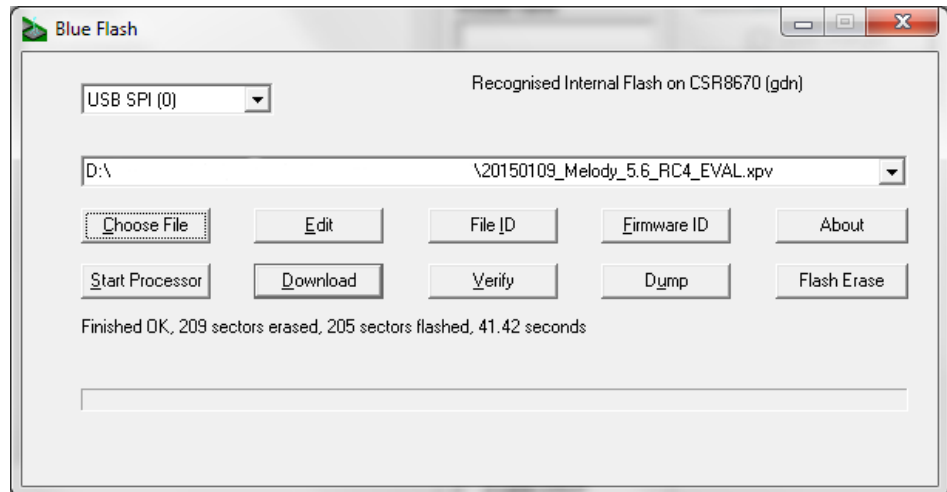 Blue Flash
USB SPI (0)
Recognised Internal Flash on CSR8670 (gdn)
D:\ \20150109_Melody_5.6_RC4_EVAL.xpv
Choose File Edit File ID Firmware ID About
Start Processor Download Verify Dump Flash Erase
Finished OK, 209 sectors erased, 205 sectors flashed, 41.42 seconds